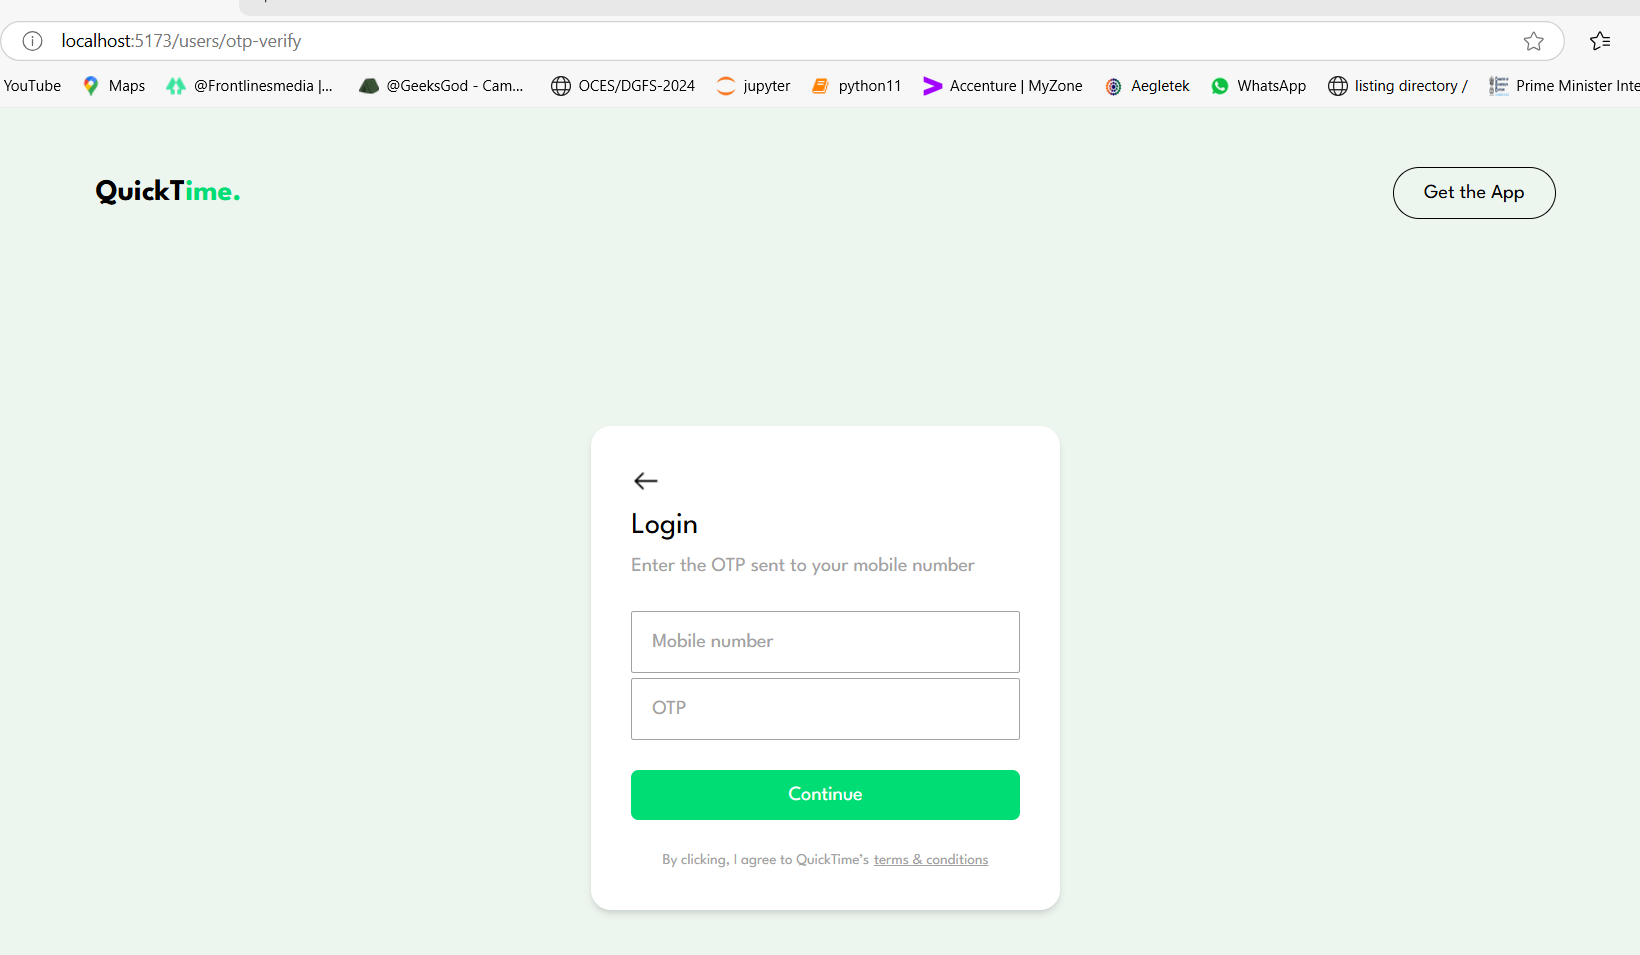 localhost:5173/users/otp-verify
YouTube Maps @Frontlinesmedia |... @GeeksGod - Cam... OCES/DGFS-2024 jupyter python11 Accenture | MyZone Aegletek WhatsApp listing directory / Prime Minister Inte
QuickTime. Get the App
Login
Enter the OTP sent to your mobile number
Mobile number
OTP
Continue
By clicking, I agree to QuickTime’s terms & conditions